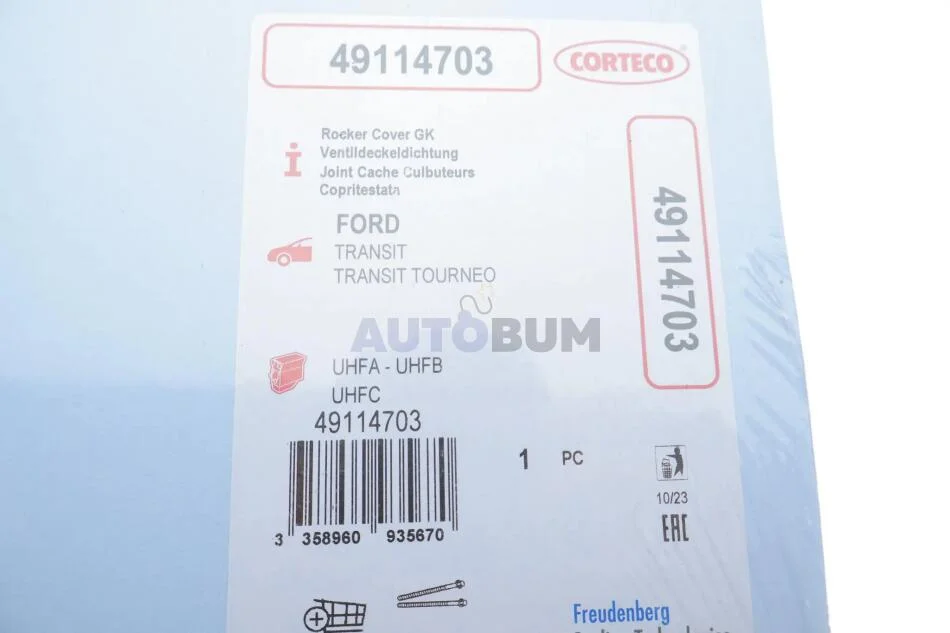 49114703
CORTECO
Rocker Cover GK
Ventildeckeldichtung
Joint Cache Culbuteurs
Copritestata
49114703
FORD
TRANSIT
TRANSIT TOURNEO
AUTOBUM
UHFA - UHFB
UHFC
49114703
1 PC
10/23
EAC
3 358960 935670
Freudenberg